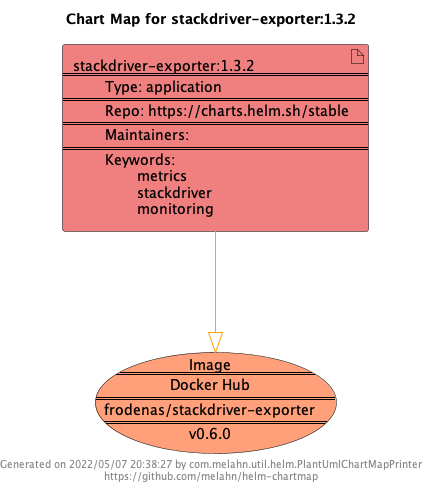 Chart Map for stackdriver-exporter:1.3.2
stackdriver-exporter:1.3.2
Type: application
Repo: https://charts.helm.sh/stable
Maintainers:
Keywords:
metrics
stackdriver
monitoring
Image
Docker Hub
frodenas/stackdriver-exporter
v0.6.0
Generated on 2022/05/07 20:38:27 by com.melahn.util.helm.PlantUmlChartMapPrinter
https://github.com/melahn/helm-chartmap